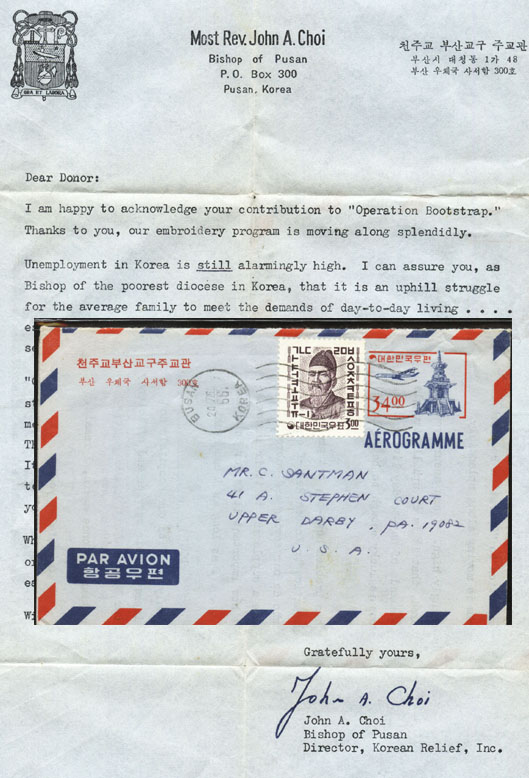 ORA ET LABORA
Most Rev. John A. Choi
Bishop of Pusan
P. O. Box 300
Pusan, Korea
천주교 부산교구 주교관
부산시 대청동 1가 48
부산 우체국 사서함 300호
Dear Donor:
I am happy to acknowledge your contribution to "Operation Bootstrap."
Thanks to you, our embroidery program is moving along splendidly.
Unemployment in Korea is still alarmingly high. I can assure you, as
Bishop of the poorest diocese in Korea, that it is an uphill struggle
for the average family to meet the demands of day-to-day living . . . .
천주교부산교구주교관
부산 우체국 사서함 300호
BUSAN
KOREA
대한민국우표
3.00
대한민국우편
34.00
AÉROGRAMME
MR. C. SANTMAN
41 A. STEPHEN COURT
UPPER DARBY, PA. 19082
U. S. A.
PAR AVION
항공우편
Gratefully yours,
John A. Choi
John A. Choi
Bishop of Pusan
Director, Korean Relief, Inc.